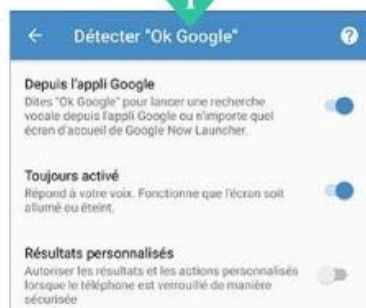 1
Détecter "Ok Google"
?
Depuis l'appli Google
Dites "Ok Google" pour lancer une recherche
vocale depuis l'appli Google ou n'importe quel
écran d'accueil de Google Now Launcher.
Toujours activé
Répond à votre voix. Fonctionne que l'écran soit
allumé ou éteint.
Résultats personnalisés
Autoriser les résultats et les actions personnalisés
lorsque le téléphone est verrouillé de manière
sécurisée